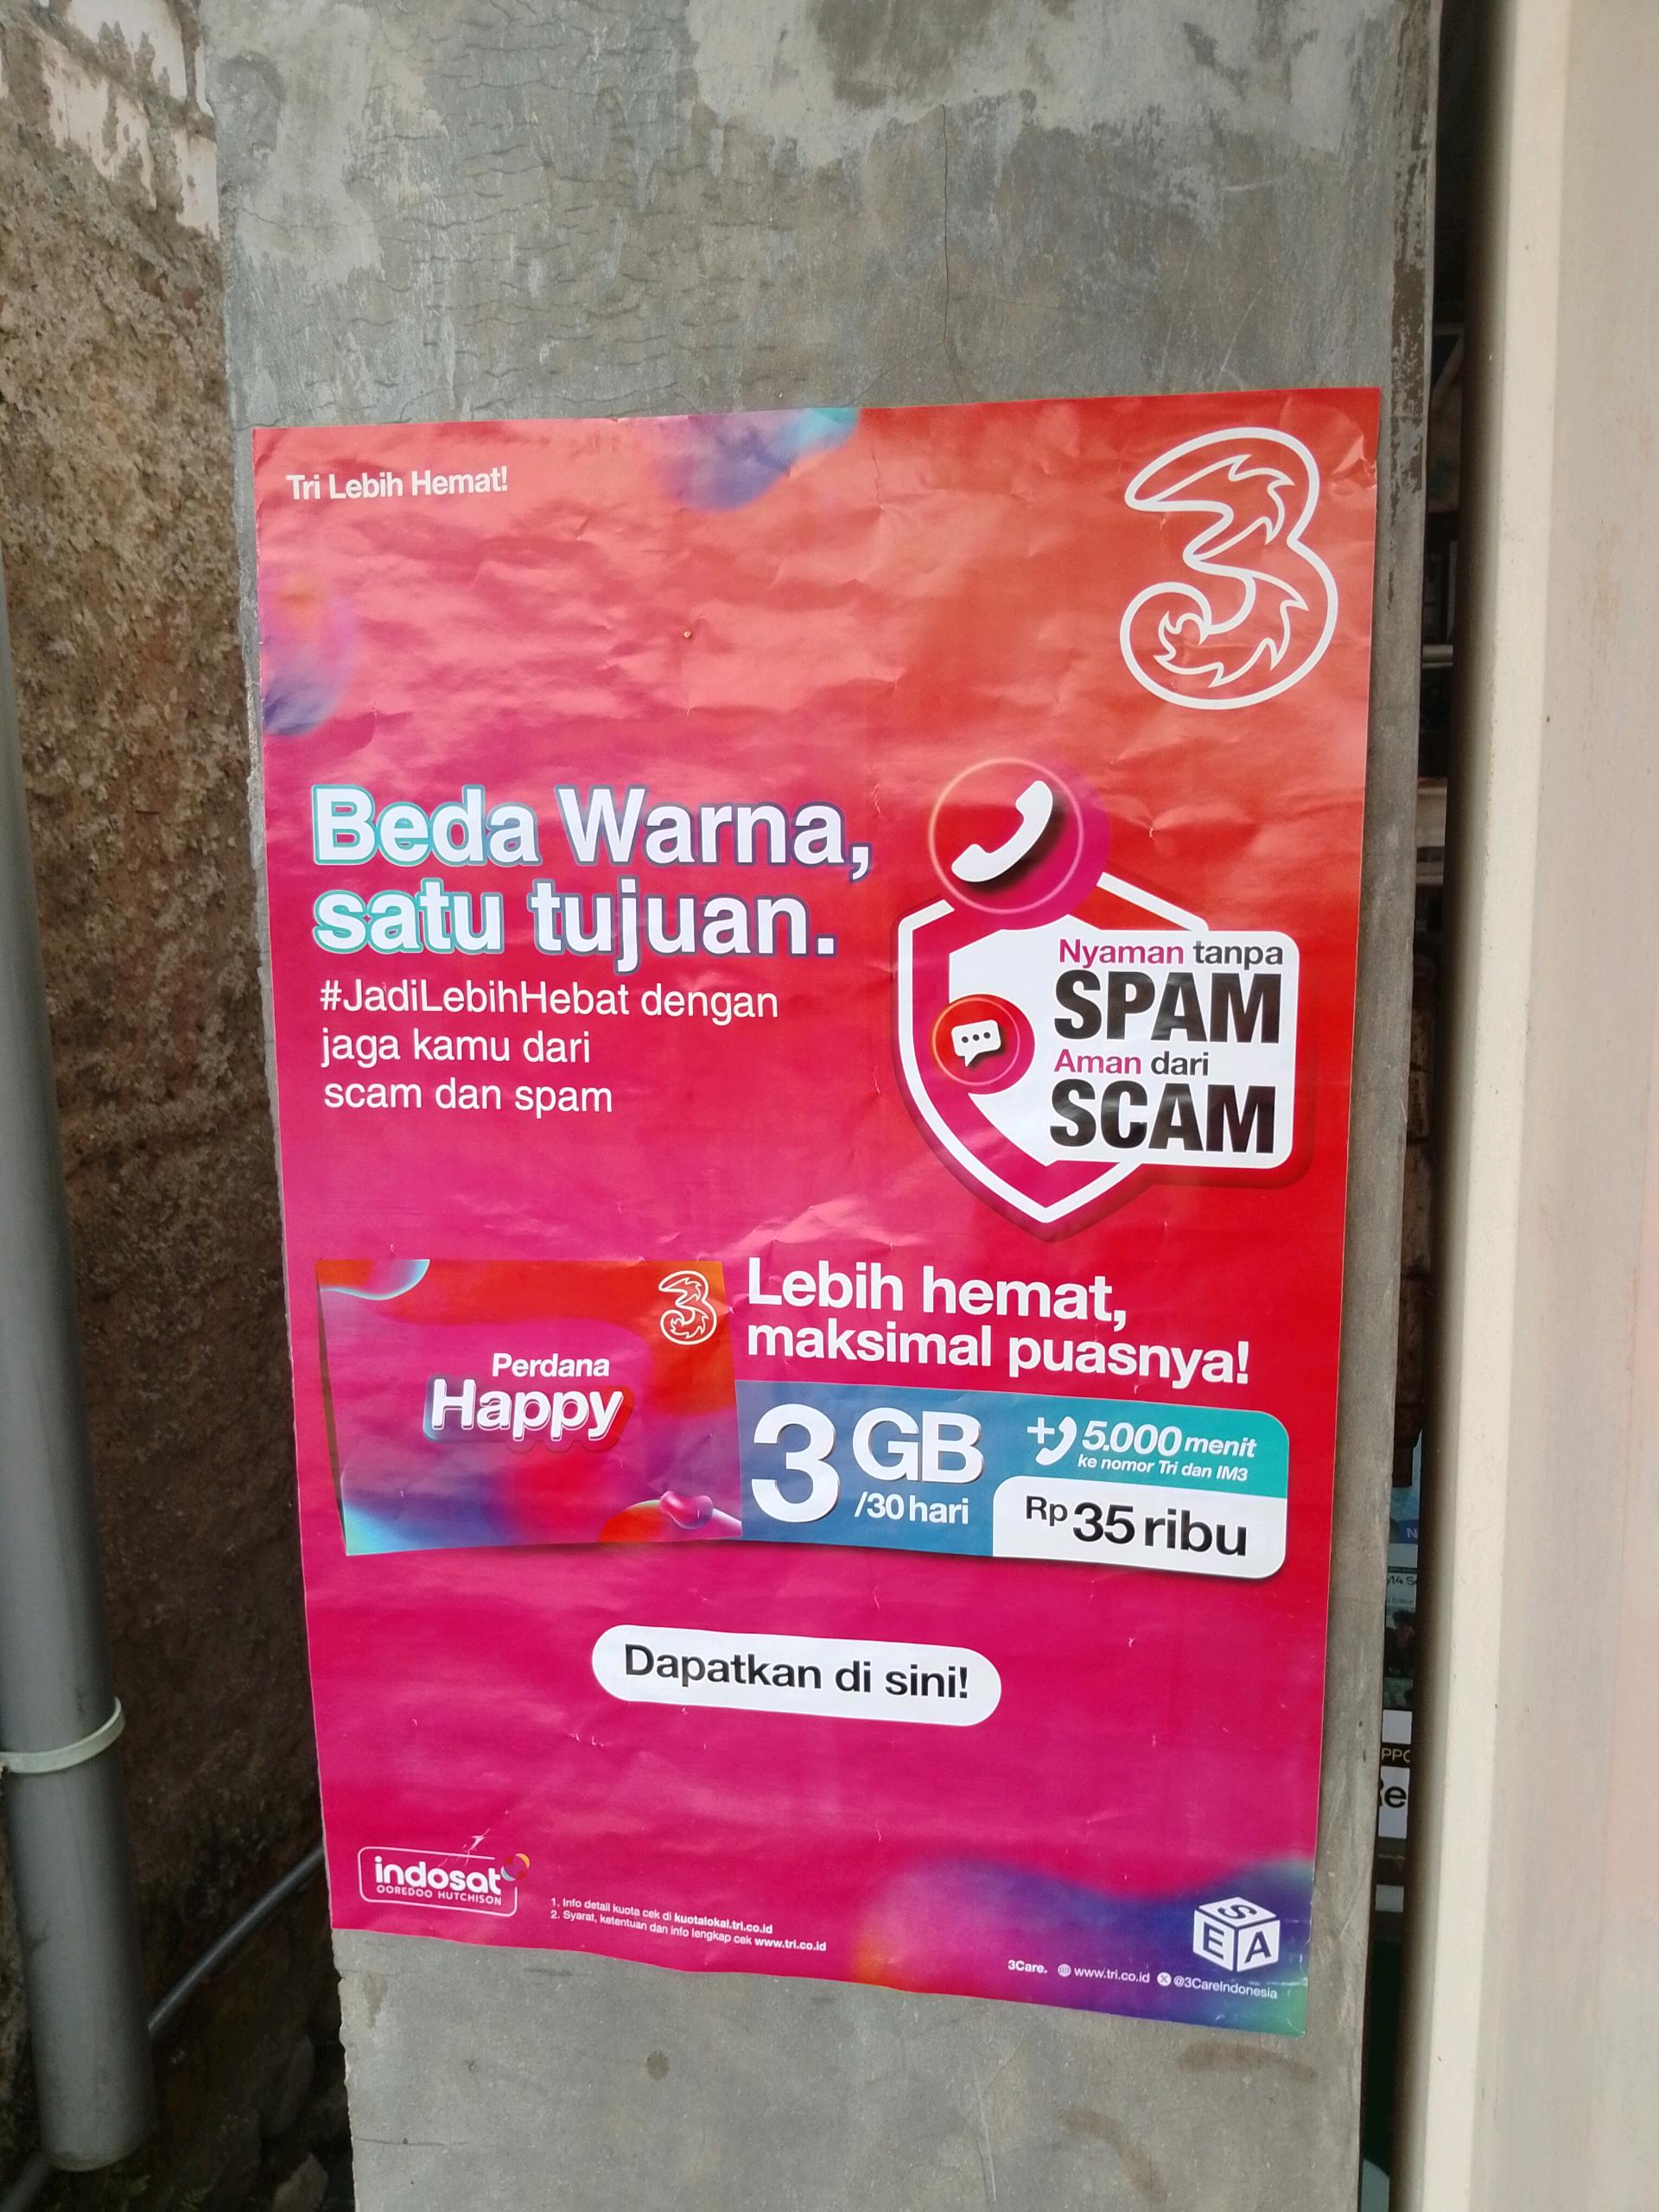 Tri Lebih Hemat!
3
Beda Warna,
satu tujuan.
#JadiLebihHebat dengan
jaga kamu dari
scam dan spam
Nyaman tanpa
SPAM
Aman dari
SCAM
3
Perdana
Happy
Lebih hemat,
maksimal puasnya!
3 GB
/30 hari
+ 5.000 menit
ke nomor Tri dan IM3
Rp 35 ribu
Dapatkan di sini!
indosat
OOREDOO HUTCHISON
1. Info detail kuota cek di kuotalokal.tri.co.id
2. Syarat, ketentuan dan info lengkap cek www.tri.co.id
SEA
3Care. www.tri.co.id @3CareIndonesia